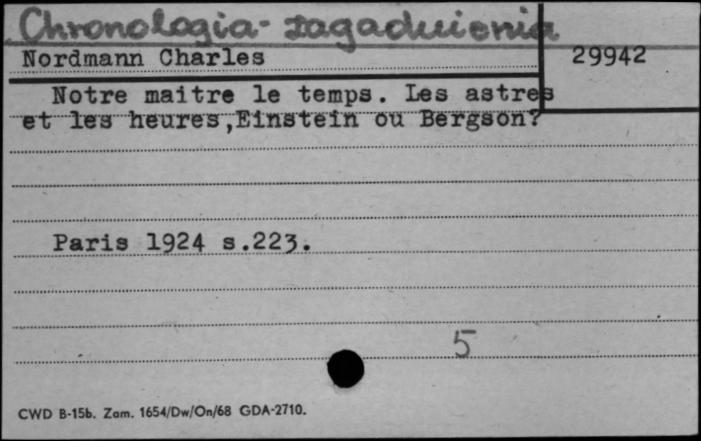 Chronologia - zagadnienia
Nordmann Charles
29942
Notre maitre le temps. Les astres
et les heures,Einstein ou Bergson?
Paris 1924 s.223.
5
CWD B-15b. Zam. 1654/Dw/On/68 GDA-2710.